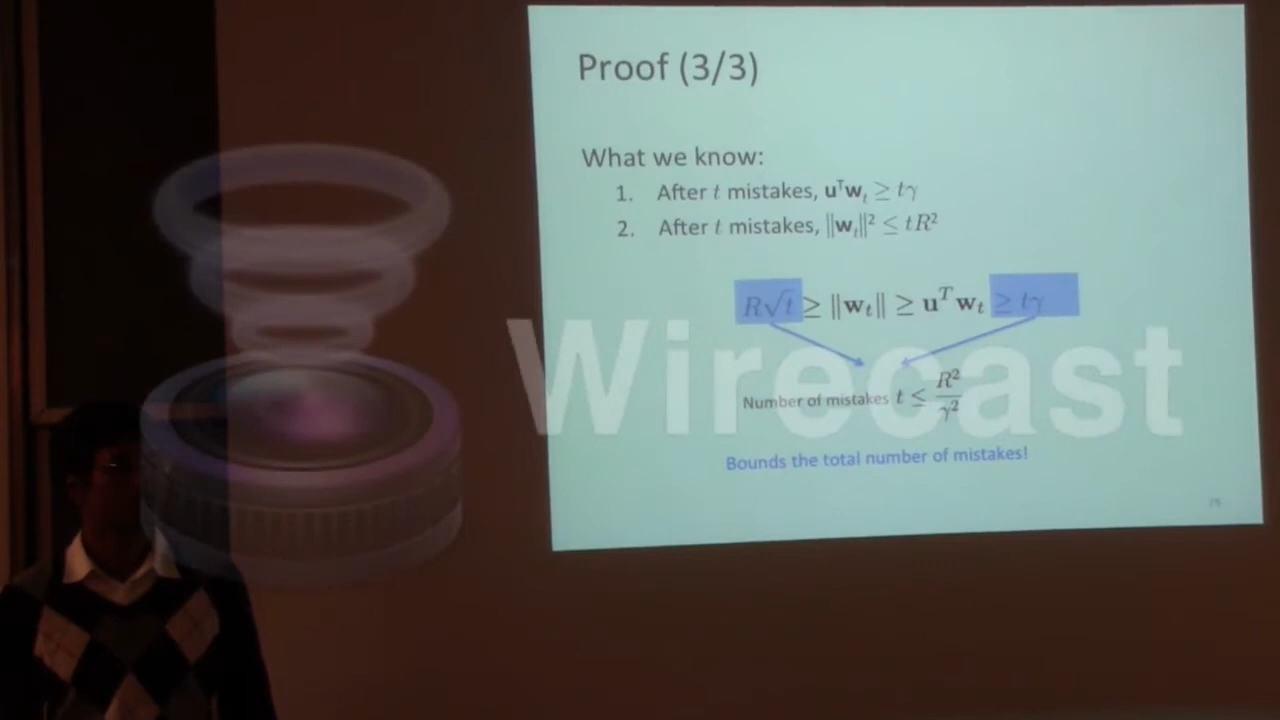 Proof (3/3)
What we know:
1. After t mistakes, uᵀwₜ ≥ tγ
2. After t mistakes, ||wₜ||² ≤ tR²
R√t ≥ ||wₜ|| ≥ uᵀwₜ ≥ tγ
Wirecast
Number of mistakes t ≤ R²/γ²
Bounds the total number of mistakes!